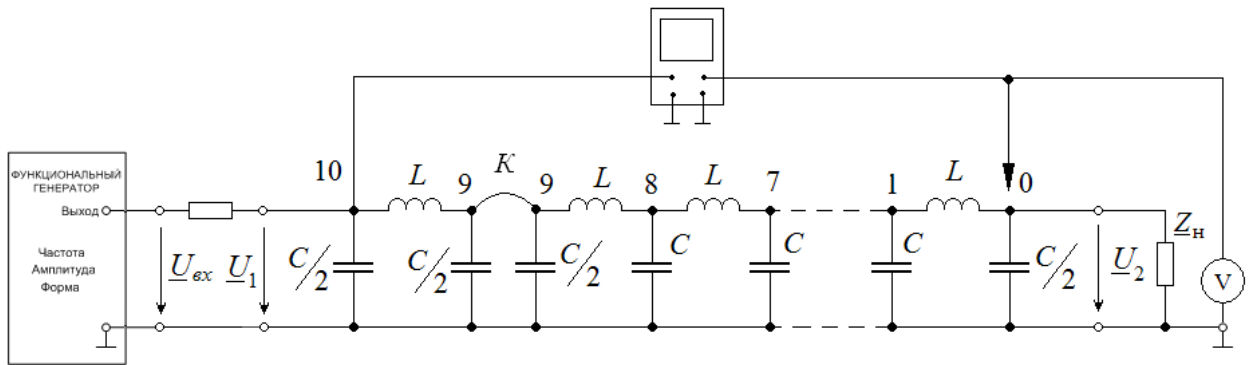 ФУНКЦИОНАЛЬНЫЙ
ГЕНЕРАТОР
Выход
Частота
Амплитуда
Форма
U вх
U 1
10
L
9
К
9
L
8
L
7
1
L
0
C/2
C/2
C/2
C
C
C
C/2
U 2
Z н
V